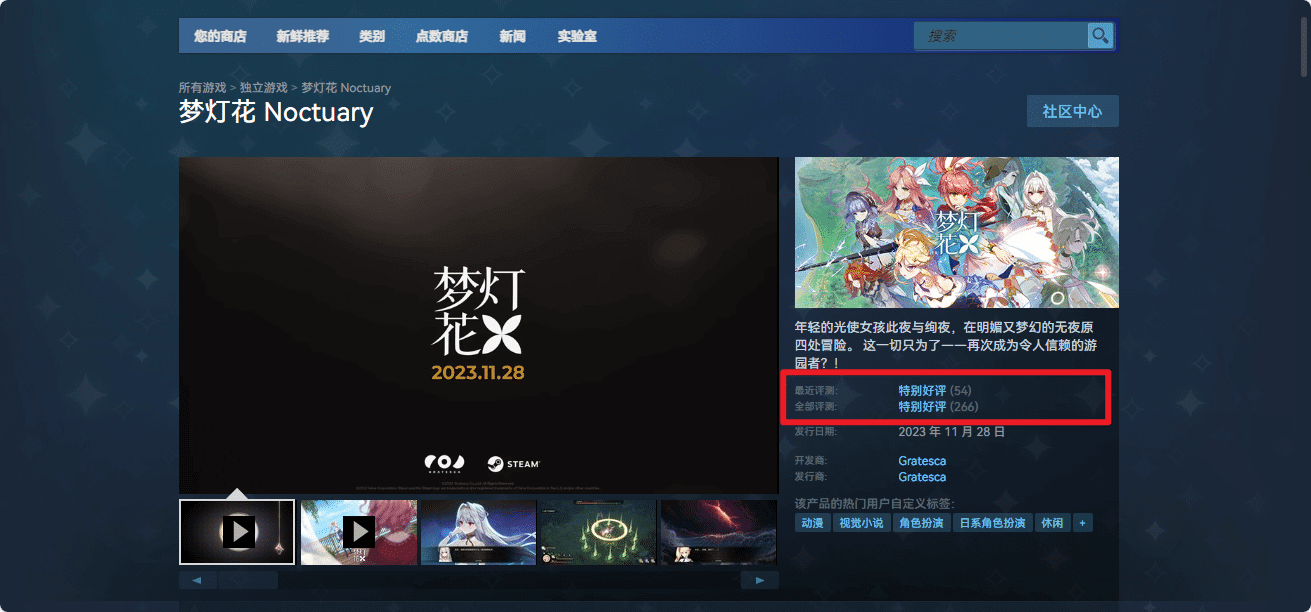 您的商店 新鲜推荐 类别 点数商店 新闻 实验室 搜索
所有游戏 > 独立游戏 > 梦灯花 Noctuary
梦灯花 Noctuary
社区中心
梦灯
花
2023.11.28
GRATESCA
STEAM
梦灯
花
年轻的光使女孩此夜与绚夜，在明媚又梦幻的无夜原
四处冒险。 这一切只为了——再次成为令人信赖的游
园者？！
最近评测: 特别好评 (54)
全部评测: 特别好评 (266)
发行日期: 2023 年 11 月 28 日
开发商: Gratesca
发行商: Gratesca
该产品的热门用户自定义标签:
动漫 视觉小说 角色扮演 日系角色扮演 休闲 +